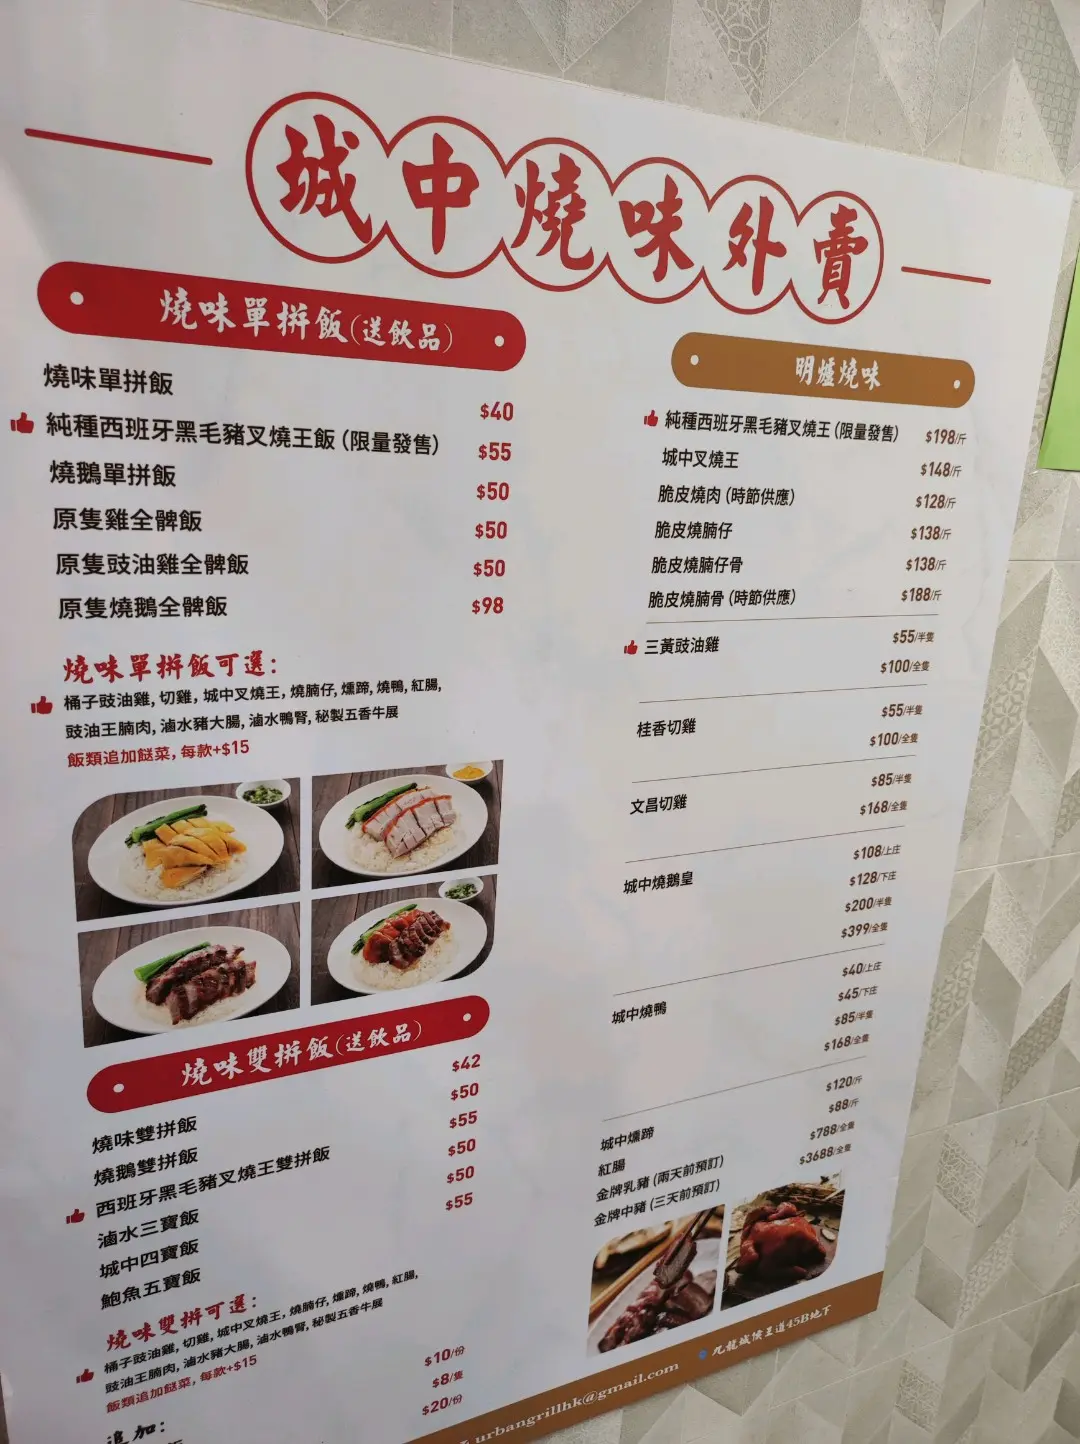 城中燒味外賣
燒味單拼飯(送飲品)
燒味單拼飯 $40
純種西班牙黑毛豬叉燒王飯(限量發售) $55
燒鵝單拼飯 $50
原隻雞全髀飯 $50
原隻豉油雞全髀飯 $50
原隻燒鵝全髀飯 $98
燒味單拼飯可選:
桶子豉油雞, 切雞, 城中叉燒王, 燒腩仔, 燻蹄, 燒鴨, 紅腸,
豉油王腩肉, 滷水豬大腸, 滷水鴨腎, 秘製五香牛展
飯類追加餸菜, 每款+$15
燒味雙拼飯(送飲品)
燒味雙拼飯 $42
燒鵝雙拼飯 $50
西班牙黑毛豬叉燒王雙拼飯 $55
滷水三寶飯 $50
城中四寶飯 $50
鮑魚五寶飯 $55
燒味雙拼可選:
桶子豉油雞, 切雞, 城中叉燒王, 燒腩仔, 燻蹄, 燒鴨, 紅腸,
豉油王腩肉, 滷水豬大腸, 滷水鴨腎, 秘製五香牛展
飯類追加餸菜, 每款+$15
追加:
$10/份
$8/隻
$20/份
明爐燒味
純種西班牙黑毛豬叉燒王(限量發售) $198/斤
城中叉燒王 $148/斤
脆皮燒肉(時節供應) $128/斤
脆皮燒腩仔 $138/斤
脆皮燒腩仔骨 $138/斤
脆皮燒腩骨(時節供應) $188/斤
三黃豉油雞 $55/半隻
$100/全隻
桂香切雞 $55/半隻
$100/全隻
文昌切雞 $85/半隻
$168/全隻
城中燒鵝皇 $108/上庄
$128/下庄
$200/半隻
$399/全隻
城中燒鴨 $40/上庄
$45/下庄
$85/半隻
$168/全隻
城中燻蹄 $120/斤
紅腸 $88/斤
金牌乳豬(兩天前預訂) $788/全隻
金牌中豬(三天前預訂) $3688/全隻
urbangrillhk@gmail.com 九龍城侯王道45B地下